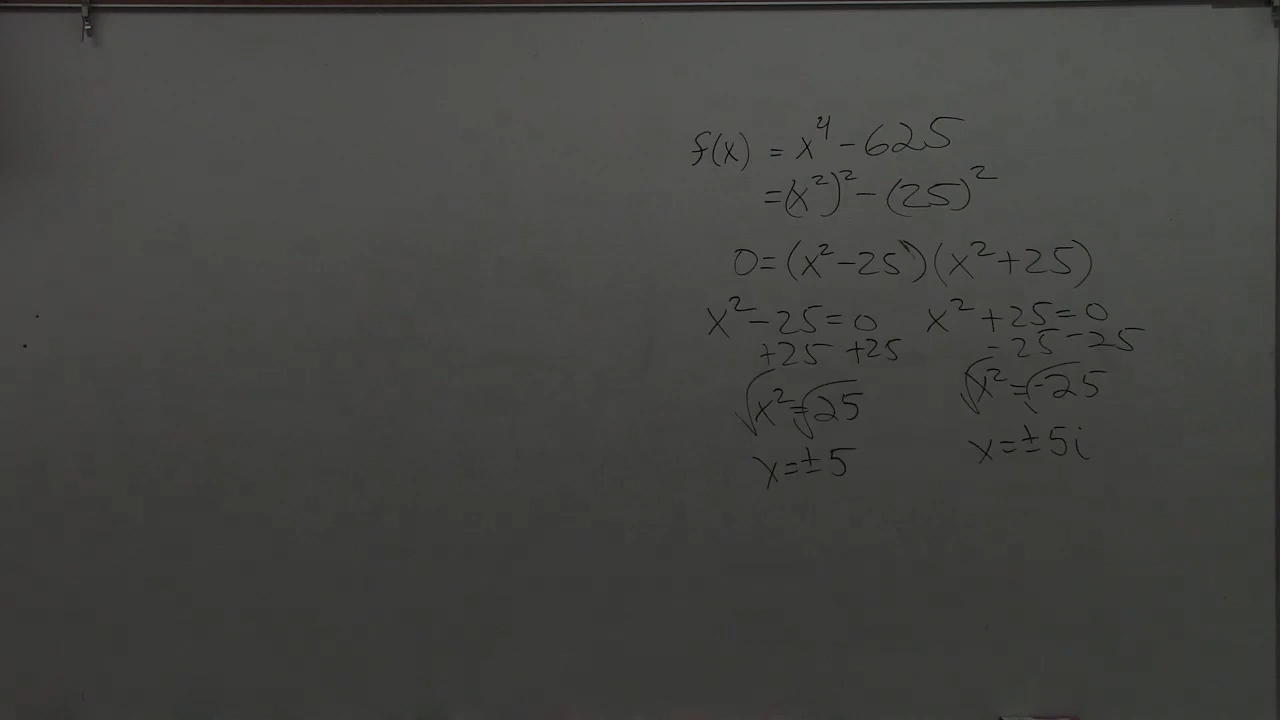 f(x) = x⁴ - 625
= (x²)² - (25)²
0 = (x² - 25)(x² + 25)
x² - 25 = 0 x² + 25 = 0
+25 +25 -25 -25
√x² = √25 √x² = √-25
x = ± 5 x = ± 5i